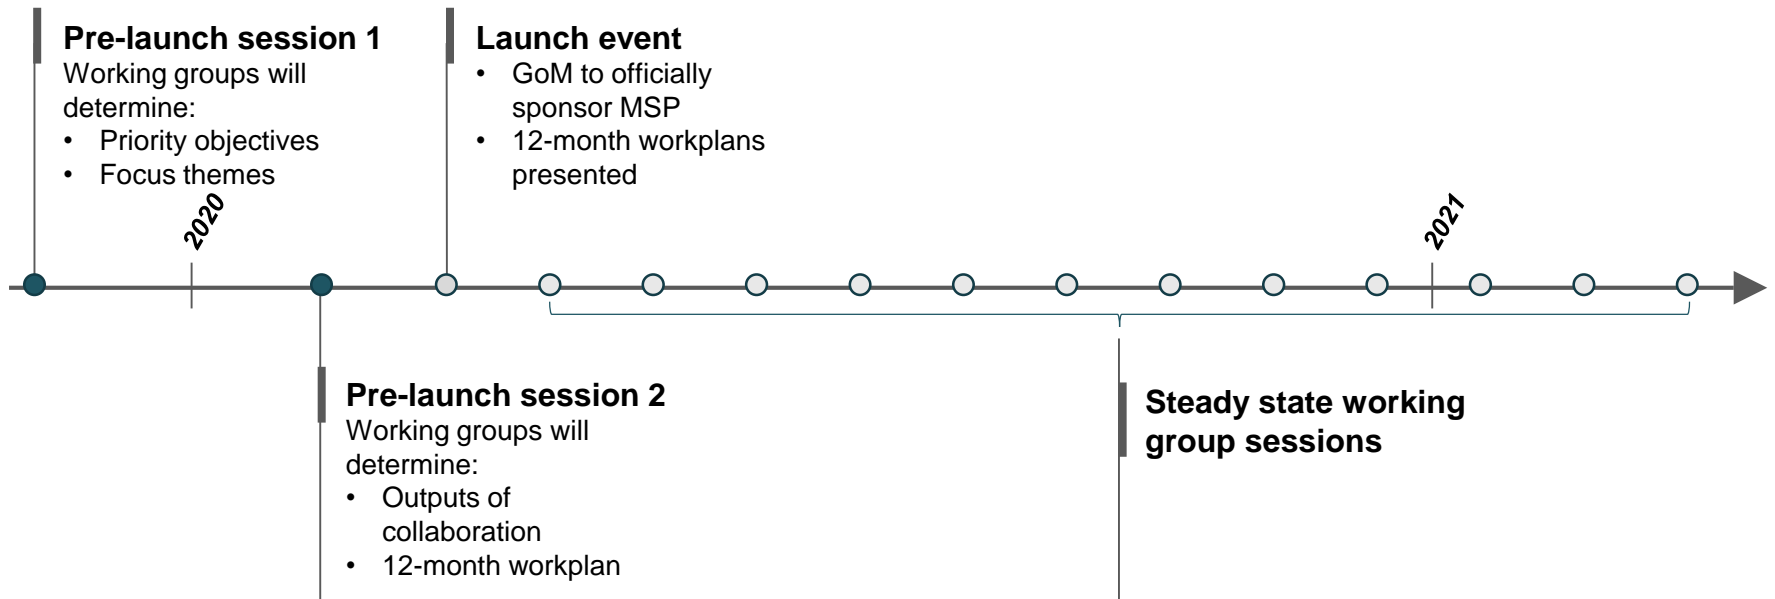 Pre-launch session 1
Working groups will
determine:
• Priority objectives
• Focus themes
Launch event
• GoM to officially
sponsor MSP
• 12-month workplans
presented
2020
2021
Pre-launch session 2
Working groups will
determine:
• Outputs of
collaboration
• 12-month workplan
Steady state working
group sessions